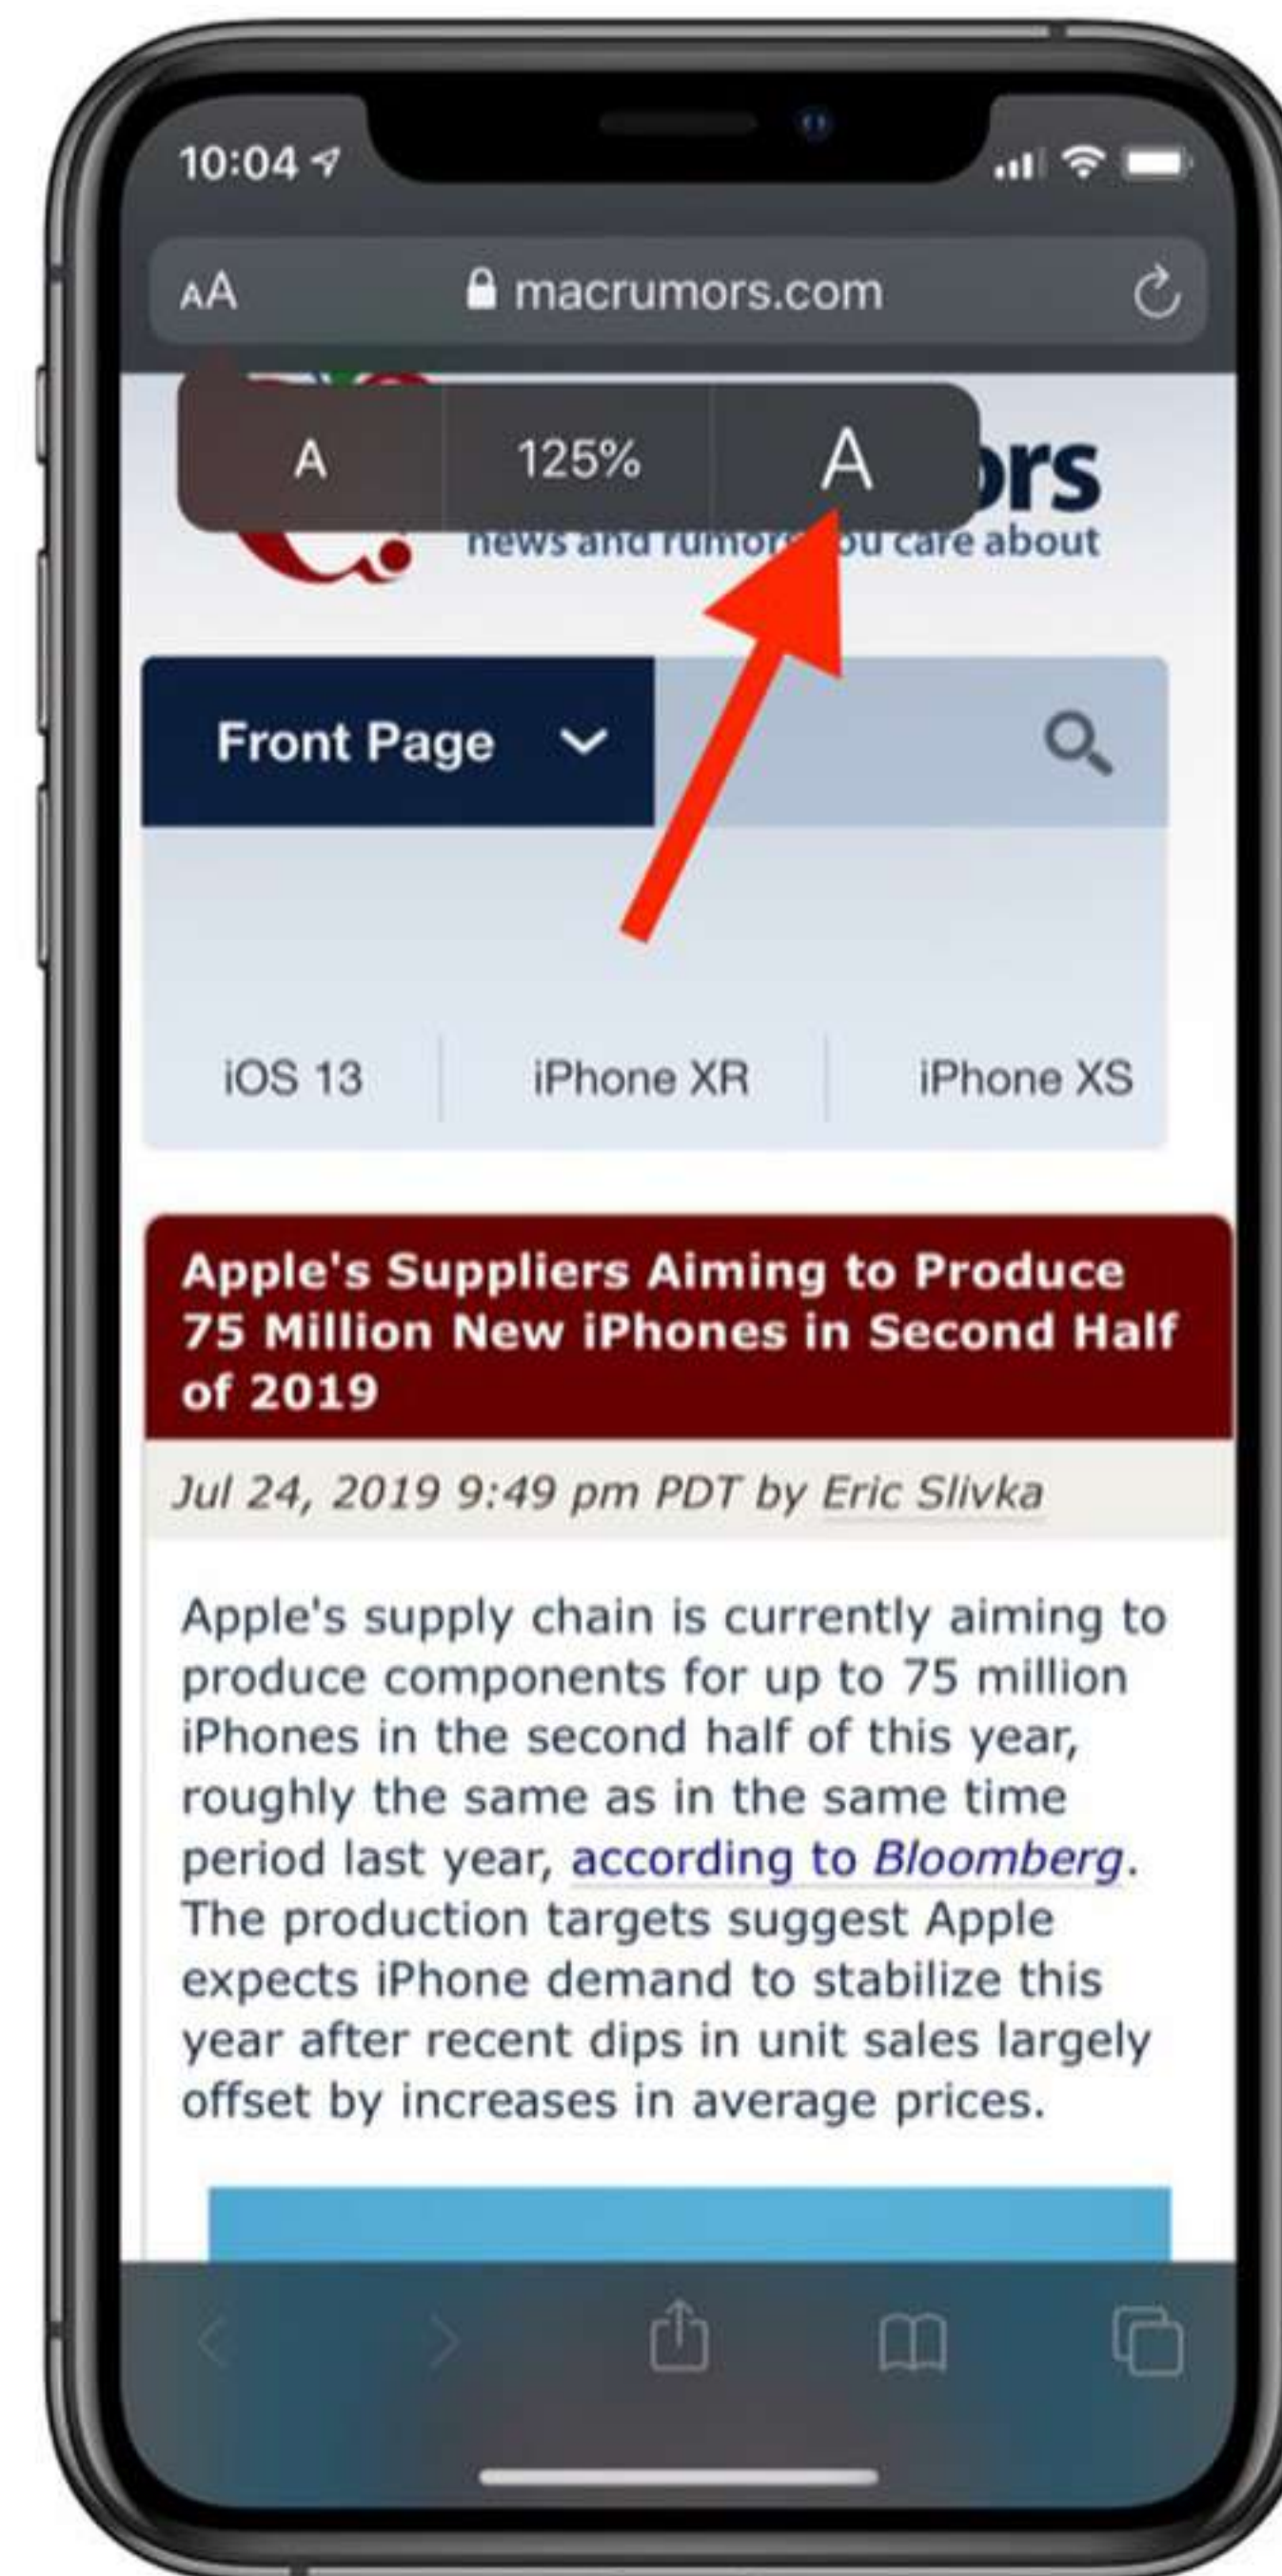 10:04
AA macrumors.com
A 125% A
rs
news and rumors you care about
Front Page
iOS 13 iPhone XR iPhone XS
Apple's Suppliers Aiming to Produce
75 Million New iPhones in Second Half
of 2019
Jul 24, 2019 9:49 pm PDT by Eric Slivka
Apple's supply chain is currently aiming to
produce components for up to 75 million
iPhones in the second half of this year,
roughly the same as in the same time
period last year, according to Bloomberg.
The production targets suggest Apple
expects iPhone demand to stabilize this
year after recent dips in unit sales largely
offset by increases in average prices.